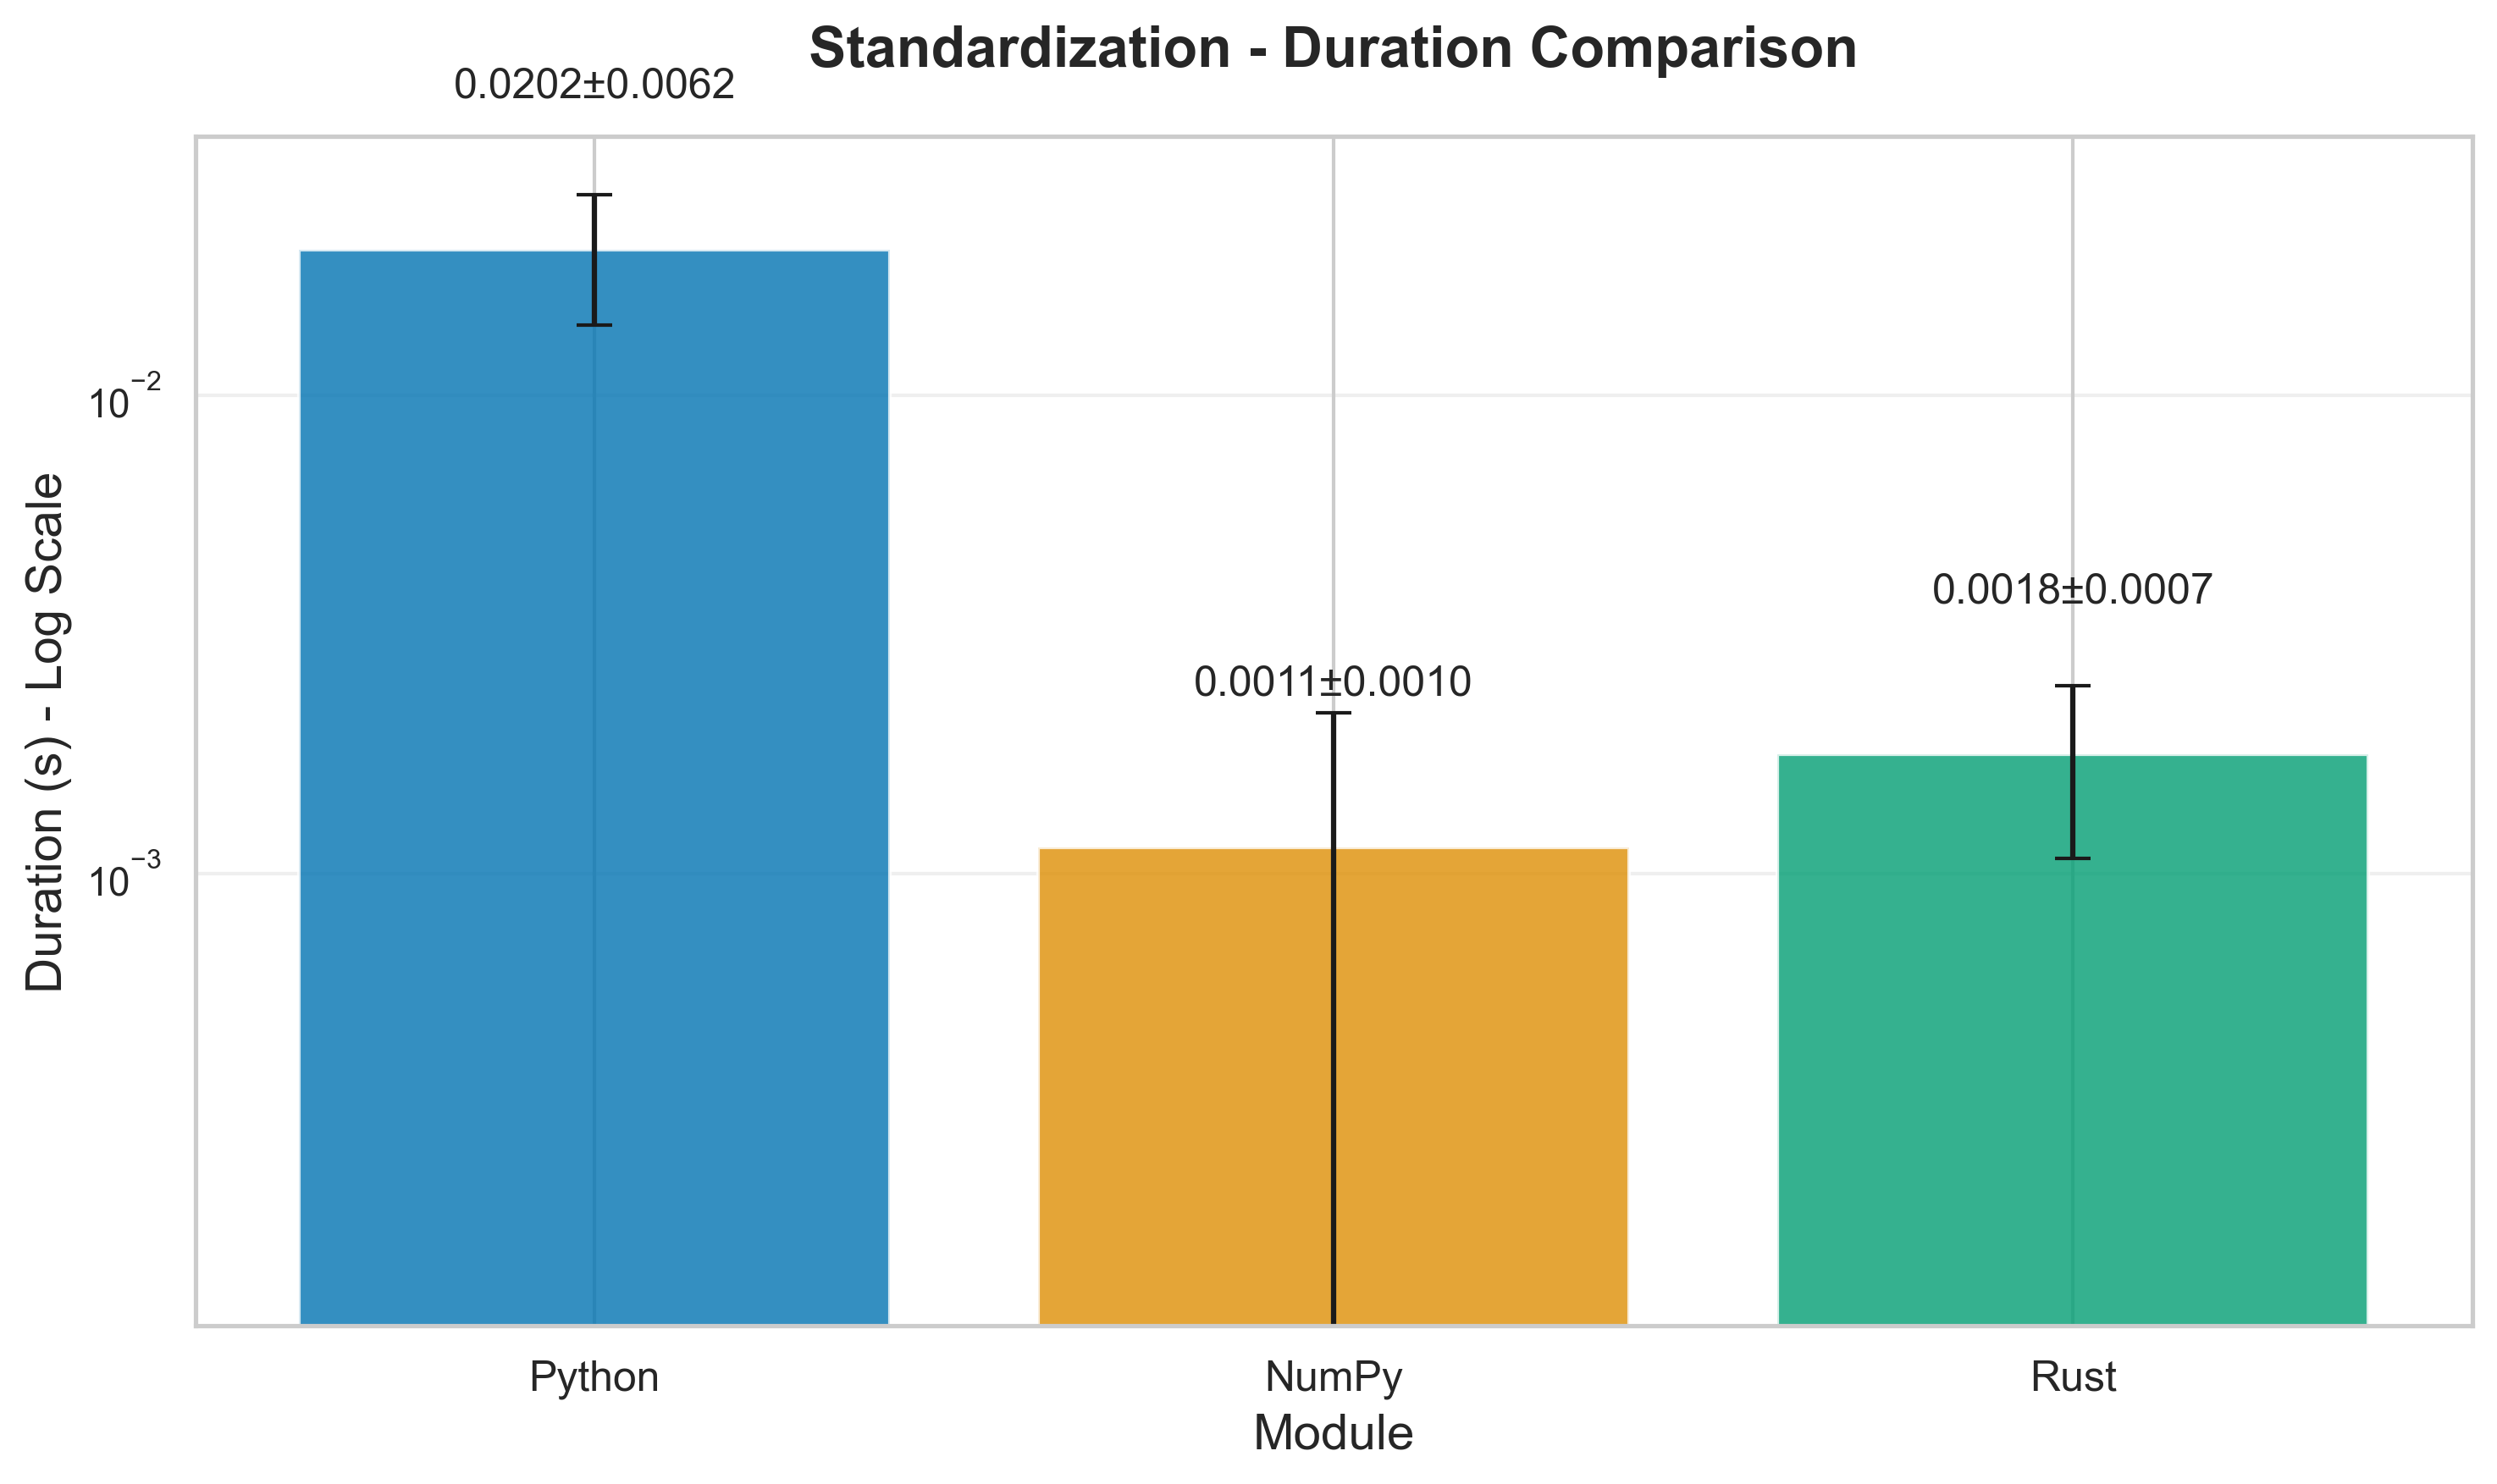 Standardization - Duration Comparison
0.0202±0.0062
10⁻²
Duration (s) - Log Scale
0.0018±0.0007
0.0011±0.0010
10⁻³
Python
NumPy
Rust
Module